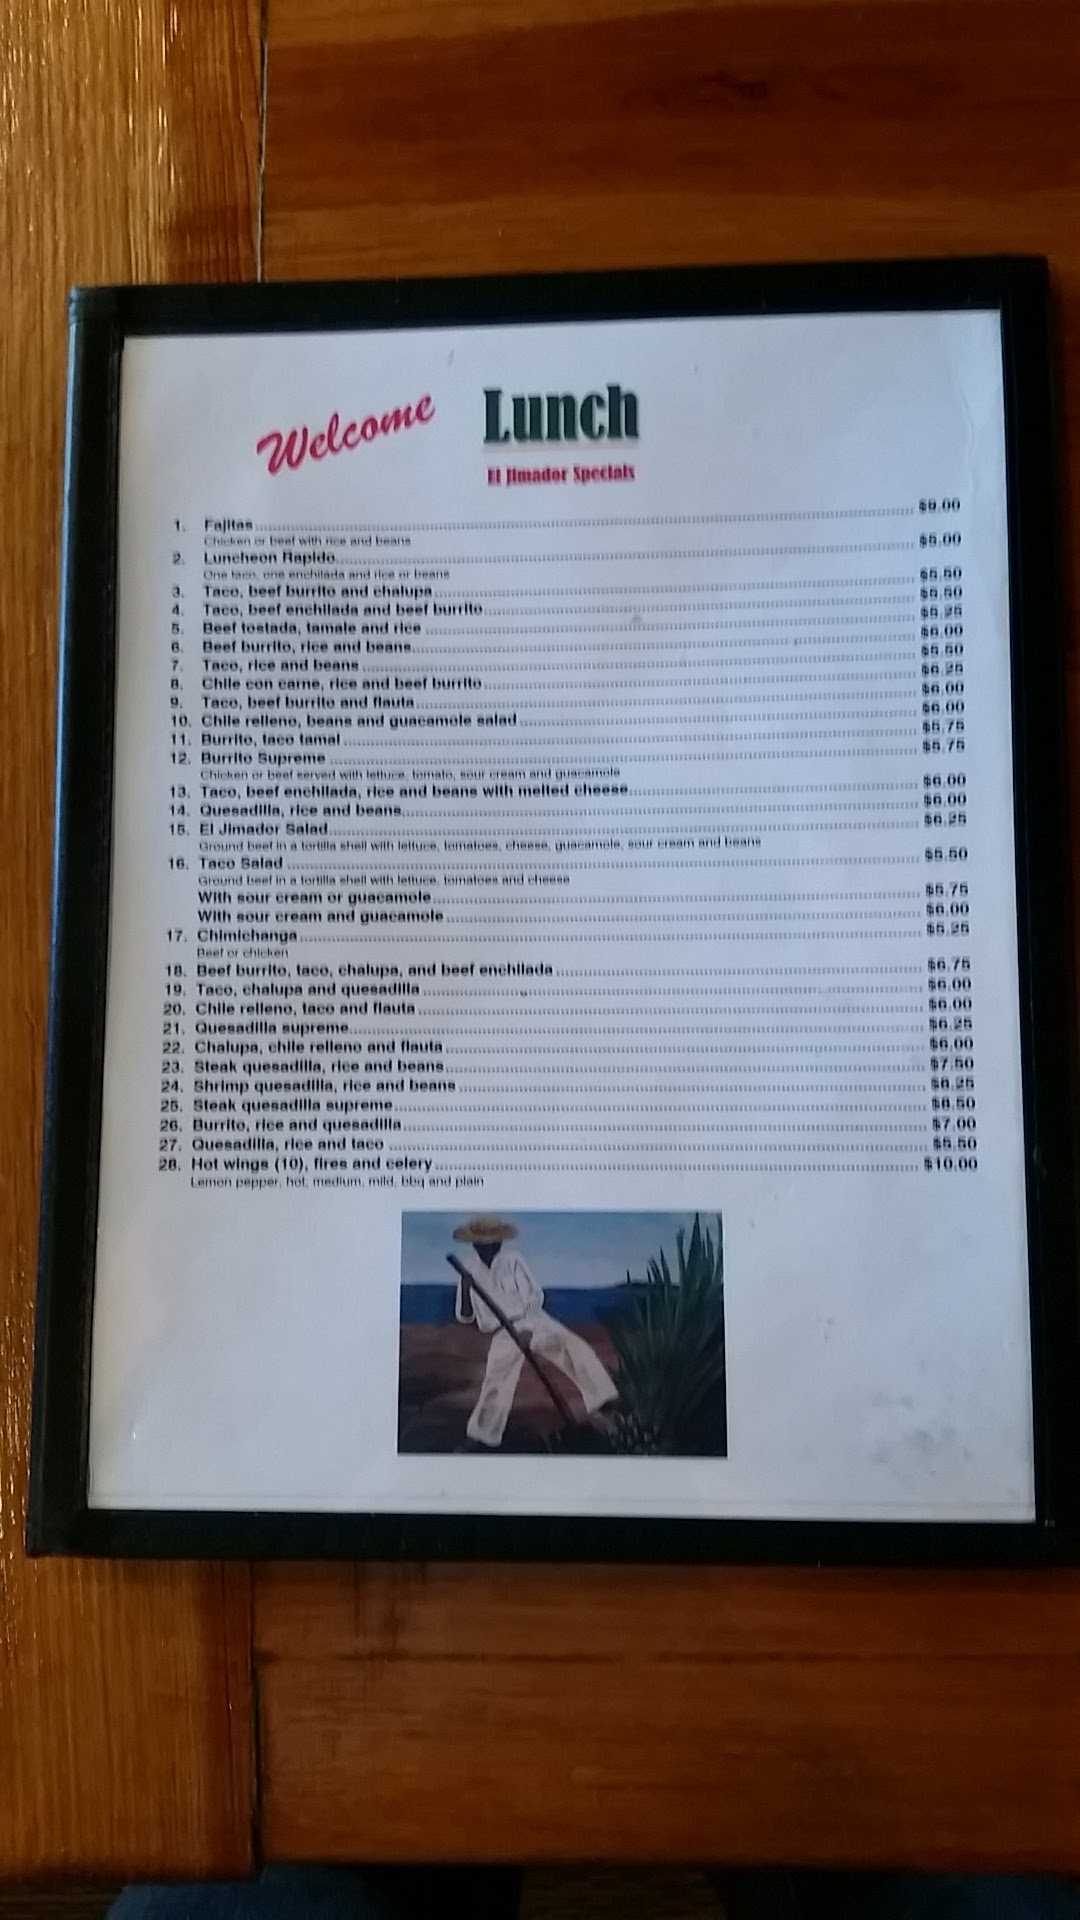 Welcome Lunch
El Jimador Specials
1. Fajitas $9.00
Chicken or beef with rice and beans
2. Luncheon Rapido $5.00
One taco, one enchilada and rice or beans
3. Taco, beef burrito and chalupa $5.50
4. Taco, beef enchilada and beef burrito $5.50
5. Beef tostada, tamale and rice $5.25
6. Beef burrito, rice and beans $6.00
7. Taco, rice and beans $5.50
8. Chile con carne, rice and beef burrito $6.25
9. Taco, beef burrito and flauta $6.00
10. Chile relleno, beans and guacamole salad $6.00
11. Burrito, taco tamal $5.75
12. Burrito Supreme $5.75
Chicken or beef served with lettuce, tomato, sour cream and guacamole
13. Taco, beef enchilada, rice and beans with melted cheese $6.00
14. Quesadilla, rice and beans $6.00
15. El Jimador Salad $6.25
Ground beef in a tortilla shell with lettuce, tomatoes, cheese, guacamole, sour cream and beans
16. Taco Salad $5.50
Ground beef in a tortilla shell with lettuce, tomatoes and cheese
With sour cream or guacamole $5.75
With sour cream and guacamole $6.00
17. Chimichanga $5.25
Beef or chicken
18. Beef burrito, taco, chalupa, and beef enchilada $6.75
19. Taco, chalupa and quesadilla $6.00
20. Chile relleno, taco and flauta $6.00
21. Quesadilla supreme $6.25
22. Chalupa, chile relleno and flauta $6.00
23. Steak quesadilla, rice and beans $7.50
24. Shrimp quesadilla, rice and beans
25. Steak quesadilla supreme
26. Burrito, rice and quesadilla $7.00
27. Quesadilla, rice and taco $5.50
28. Hot wings (10), fires and celery $10.00
Lemon pepper, hot, medium, mild, bbq and plain